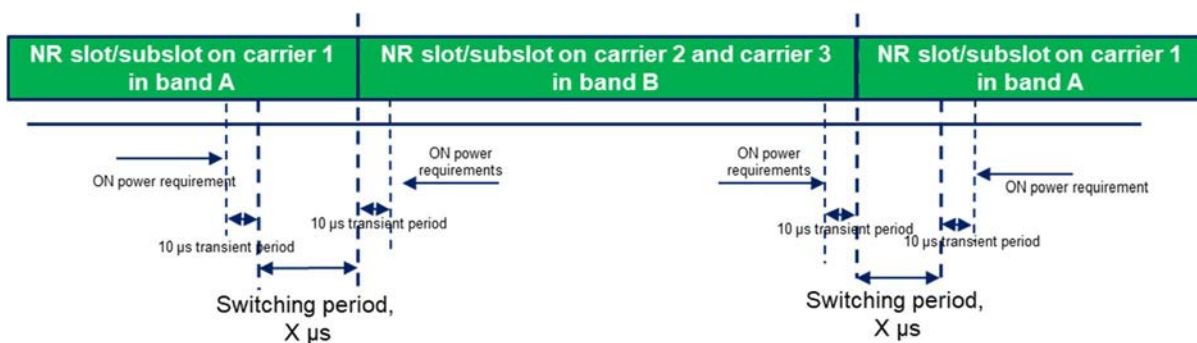 NR slot/subslot on carrier 1
in band A
NR slot/subslot on carrier 2 and carrier 3
in band B
NR slot/subslot on carrier 1
in band A
ON power requirement
ON power
requirements
ON power
requirements
ON power requirement
10 µs transient period
10 µs transient period
10 µs transient period
10 µs transient period
Switching period,
X µs
Switching period,
X µs